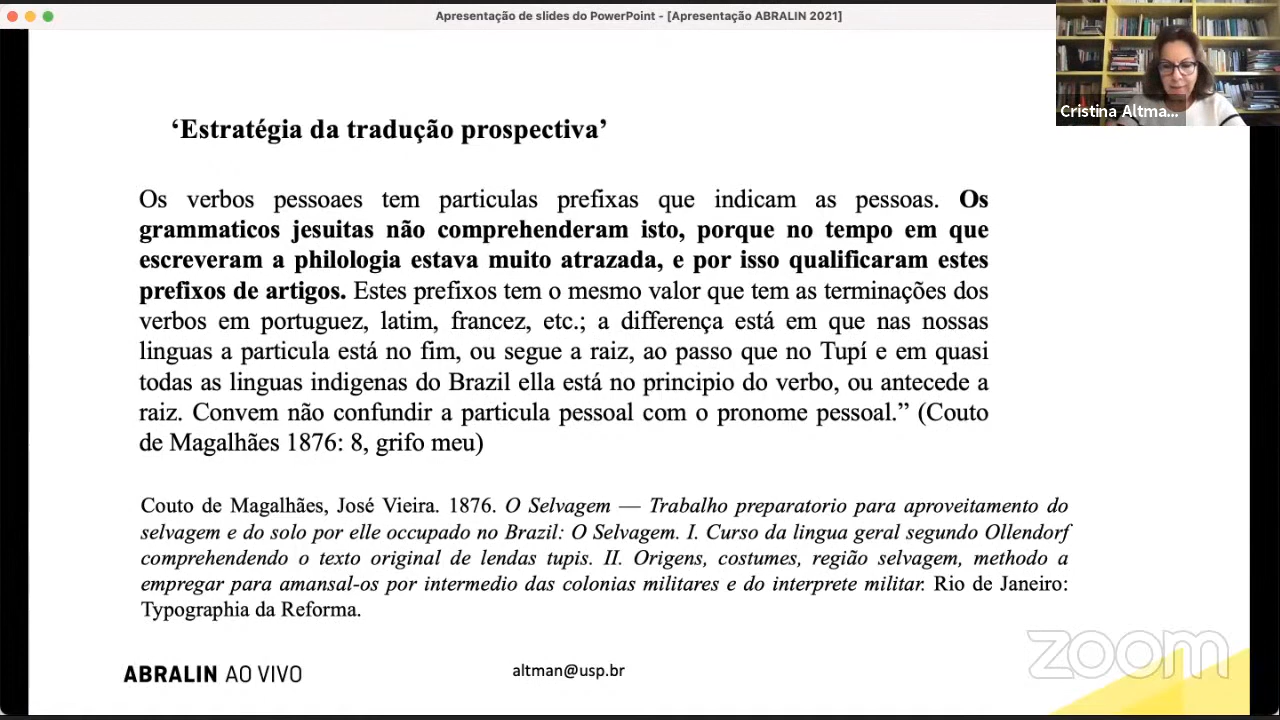 Apresentação de slides do PowerPoint - [Apresentação ABRALIN 2021]
Cristina Altma...
‘Estratégia da tradução prospectiva’
Os verbos pessoaes tem particulas prefixas que indicam as pessoas. Os
grammaticos jesuitas não comprehenderam isto, porque no tempo em que
escreveram a philologia estava muito atrazada, e por isso qualificaram estes
prefixos de artigos. Estes prefixos tem o mesmo valor que tem as terminações dos
verbos em portuguez, latim, francez, etc.; a differença está em que nas nossas
linguas a particula está no fim, ou segue a raiz, ao passo que no Tupí e em quasi
todas as linguas indigenas do Brazil ella está no principio do verbo, ou antecede a
raiz. Convem não confundir a particula pessoal com o pronome pessoal.” (Couto
de Magalhães 1876: 8, grifo meu)
Couto de Magalhães, José Vieira. 1876. O Selvagem — Trabalho preparatorio para aproveitamento do
selvagem e do solo por elle occupado no Brazil: O Selvagem. I. Curso da lingua geral segundo Ollendorf
comprehendendo o texto original de lendas tupis. II. Origens, costumes, região selvagem, methodo a
empregar para amansal-os por intermedio das colonias militares e do interprete militar. Rio de Janeiro:
Typographia da Reforma.
ABRALIN AO VIVO
altman@usp.br
zoom